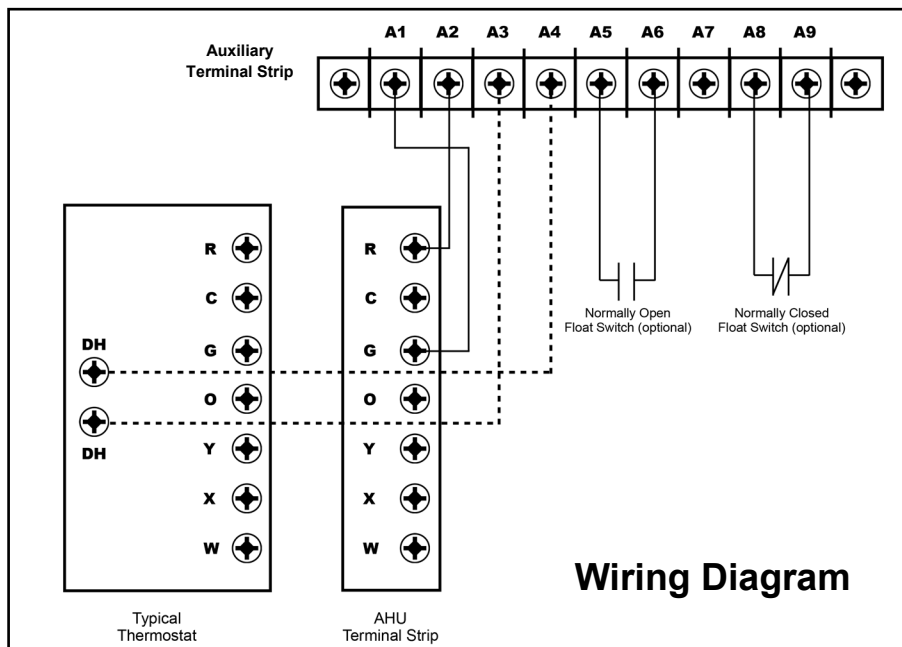 A1 A2 A3 A4 A5 A6 A7 A8 A9
Auxiliary
Terminal Strip
R
C
G
O
Y
X
W
DH
DH
R
C
G
O
Y
X
W
Normally Open
Float Switch (optional)
Normally Closed
Float Switch (optional)
Wiring Diagram
Typical
Thermostat
AHU
Terminal Strip